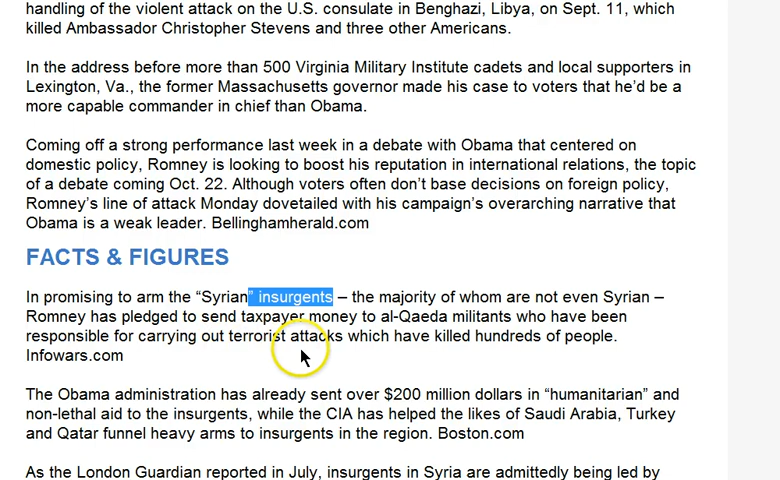 handling of the violent attack on the U.S. consulate in Benghazi, Libya, on Sept. 11, which
killed Ambassador Christopher Stevens and three other Americans.
In the address before more than 500 Virginia Military Institute cadets and local supporters in
Lexington, Va., the former Massachusetts governor made his case to voters that he'd be a
more capable commander in chief than Obama.
Coming off a strong performance last week in a debate with Obama that centered on
domestic policy, Romney is looking to boost his reputation in international relations, the topic
of a debate coming Oct. 22. Although voters often don't base decisions on foreign policy,
Romney's line of attack Monday dovetailed with his campaign's overarching narrative that
Obama is a weak leader. Bellinghamherald.com
FACTS & FIGURES
In promising to arm the “Syrian” insurgents – the majority of whom are not even Syrian –
Romney has pledged to send taxpayer money to al-Qaeda militants who have been
responsible for carrying out terrorist attacks which have killed hundreds of people.
Infowars.com
The Obama administration has already sent over $200 million dollars in “humanitarian” and
non-lethal aid to the insurgents, while the CIA has helped the likes of Saudi Arabia, Turkey
and Qatar funnel heavy arms to insurgents in the region. Boston.com
As the London Guardian reported in July, insurgents in Syria are admittedly being led by